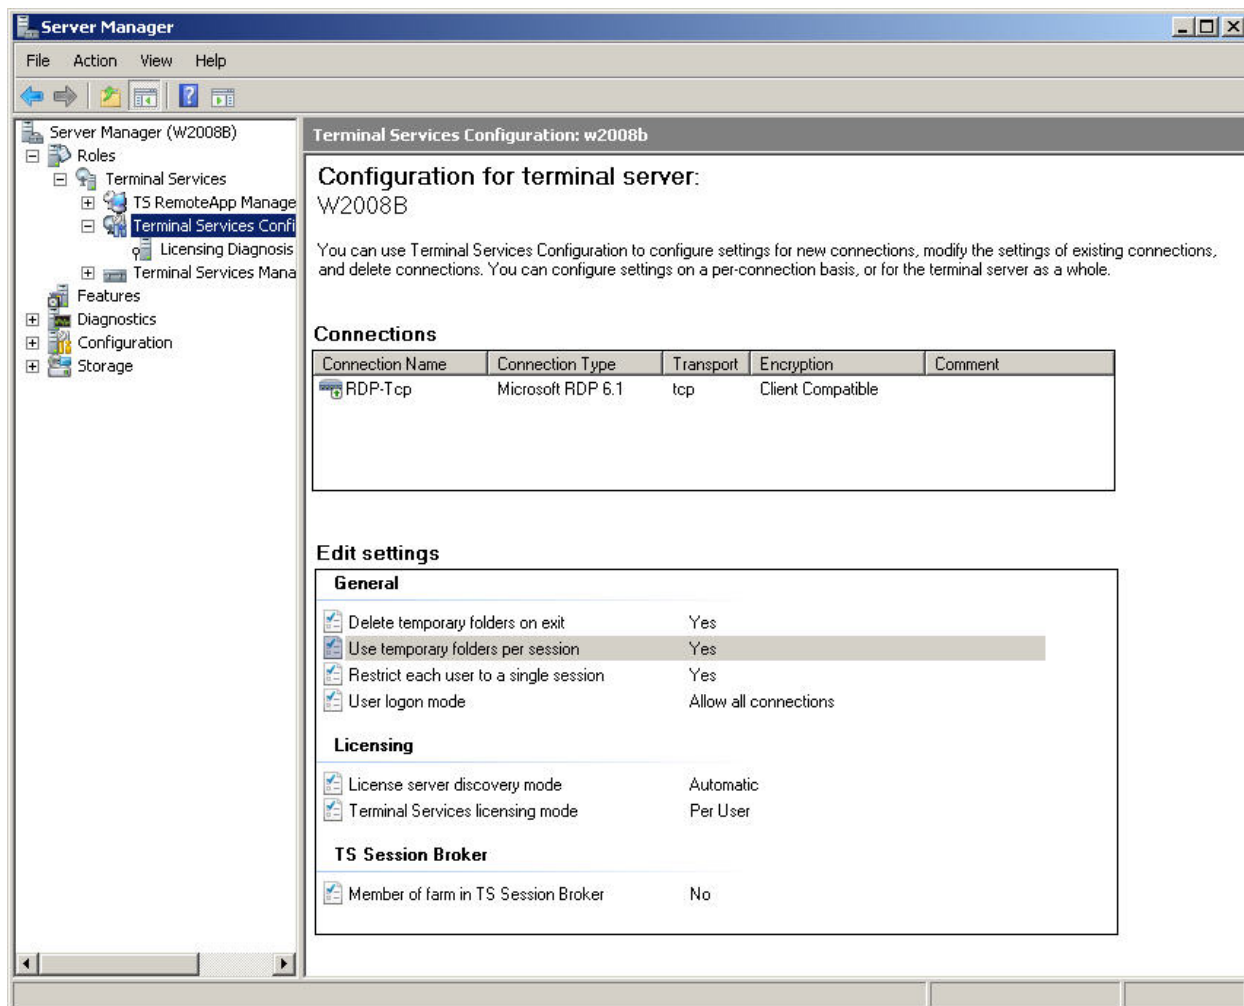 Server Manager
File Action View Help
Server Manager (W2008B)
Roles
Terminal Services
TS RemoteApp Manage
Terminal Services Confi
Licensing Diagnosis
Terminal Services Mana
Features
Diagnostics
Configuration
Storage
Terminal Services Configuration: w2008b
Configuration for terminal server:
W2008B
You can use Terminal Services Configuration to configure settings for new connections, modify the settings of existing connections,
and delete connections. You can configure settings on a per-connection basis, or for the terminal server as a whole.
Connections
Connection Name Connection Type Transport Encryption Comment
RDP-Tcp Microsoft RDP 6.1 tcp Client Compatible
Edit settings
General
Delete temporary folders on exit Yes
Use temporary folders per session Yes
Restrict each user to a single session Yes
User logon mode Allow all connections
Licensing
License server discovery mode Automatic
Terminal Services licensing mode Per User
TS Session Broker
Member of farm in TS Session Broker No